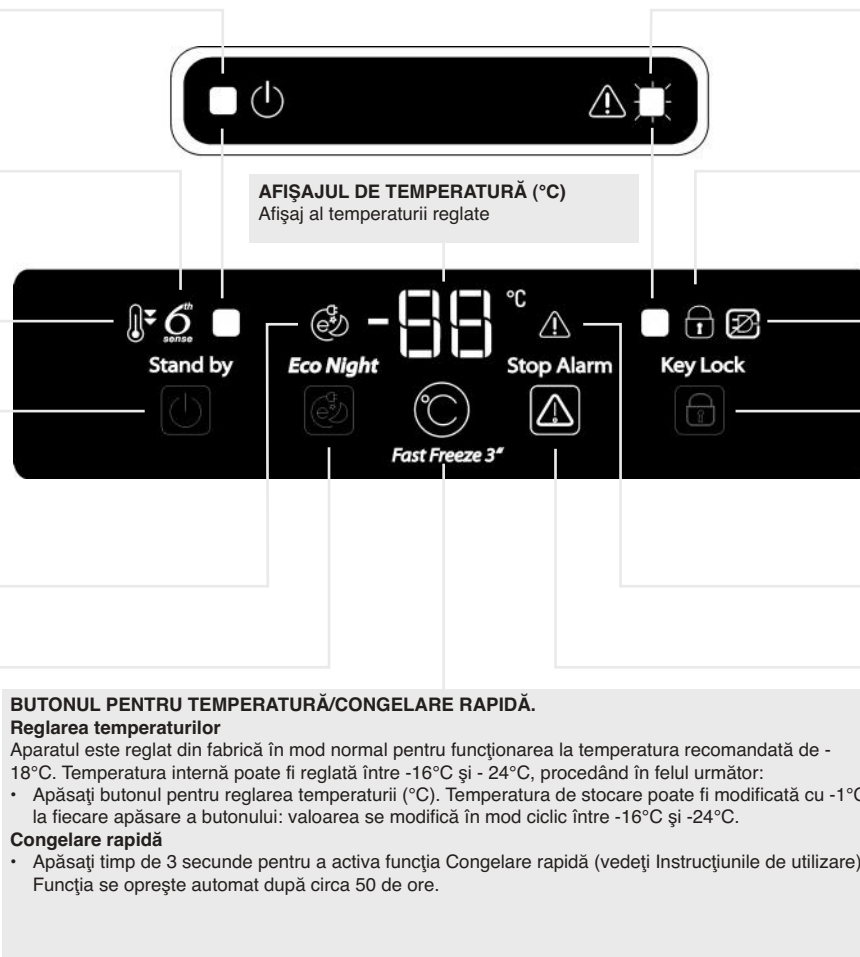 AFIŞAJUL DE TEMPERATURĂ (°C)
Afişaj al temperaturii reglate
6th sense
-88 °C
Stand by
Eco Night
Stop Alarm
Key Lock
°C
Fast Freeze 3”
BUTONUL PENTRU TEMPERATURĂ/CONGELARE RAPIDĂ.
Reglarea temperaturilor
Aparatul este reglat din fabrică în mod normal pentru funcţionarea la temperatura recomandată de -
18°C. Temperatura internă poate fi reglată între -16°C şi - 24°C, procedând în felul următor:
• Apăsaţi butonul pentru reglarea temperaturii (°C). Temperatura de stocare poate fi modificată cu -1°C
la fiecare apăsare a butonului: valoarea se modifică în mod ciclic între -16°C şi -24°C.
Congelare rapidă
• Apăsaţi timp de 3 secunde pentru a activa funcţia Congelare rapidă (vedeţi Instrucţiunile de utilizare)
Funcţia se opreşte automat după circa 50 de ore.